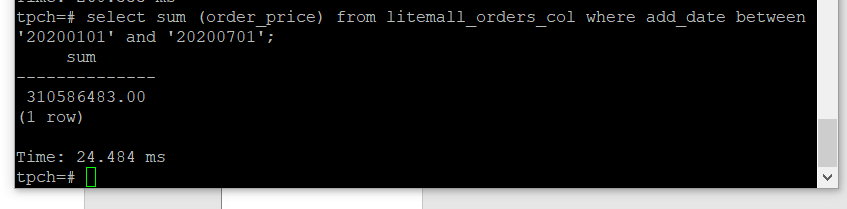 tpch=# select sum (order_price) from litemall_orders_col where add_date between
'20200101' and '20200701';
     sum
--------------
 310586483.00
(1 row)

Time: 24.484 ms
tpch=#